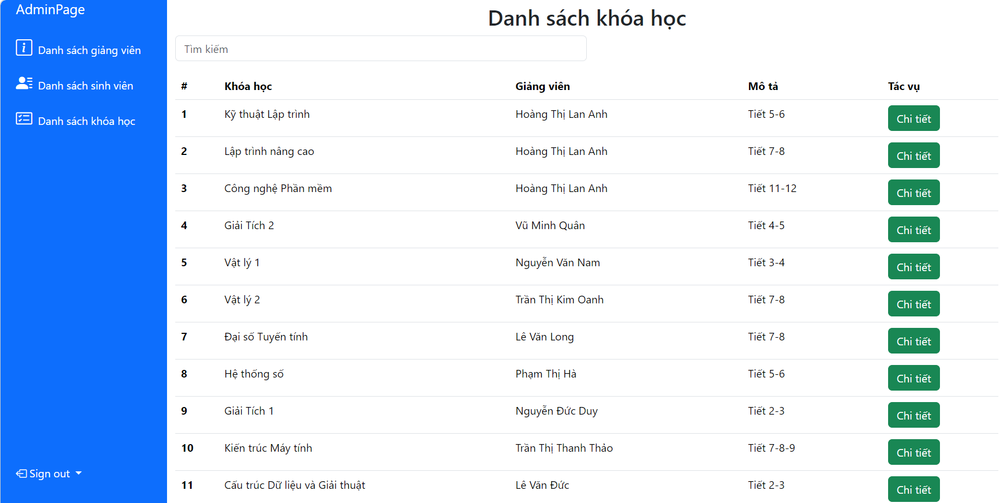 AdminPage
Danh sách giảng viên
Danh sách sinh viên
Danh sách khóa học
Sign out
Danh sách khóa học
Tìm kiếm
# Khóa học Giảng viên Mô tả Tác vụ
1 Kỹ thuật Lập trình Hoàng Thị Lan Anh Tiết 5-6 Chi tiết
2 Lập trình nâng cao Hoàng Thị Lan Anh Tiết 7-8 Chi tiết
3 Công nghệ Phần mềm Hoàng Thị Lan Anh Tiết 11-12 Chi tiết
4 Giải Tích 2 Vũ Minh Quân Tiết 4-5 Chi tiết
5 Vật lý 1 Nguyễn Văn Nam Tiết 3-4 Chi tiết
6 Vật lý 2 Trần Thị Kim Oanh Tiết 7-8 Chi tiết
7 Đại số Tuyến tính Lê Văn Long Tiết 7-8 Chi tiết
8 Hệ thống số Phạm Thị Hà Tiết 5-6 Chi tiết
9 Giải Tích 1 Nguyễn Đức Duy Tiết 2-3 Chi tiết
10 Kiến trúc Máy tính Trần Thị Thanh Thảo Tiết 7-8-9 Chi tiết
11 Cấu trúc Dữ liệu và Giải thuật Lê Văn Đức Tiết 2-3 Chi tiết